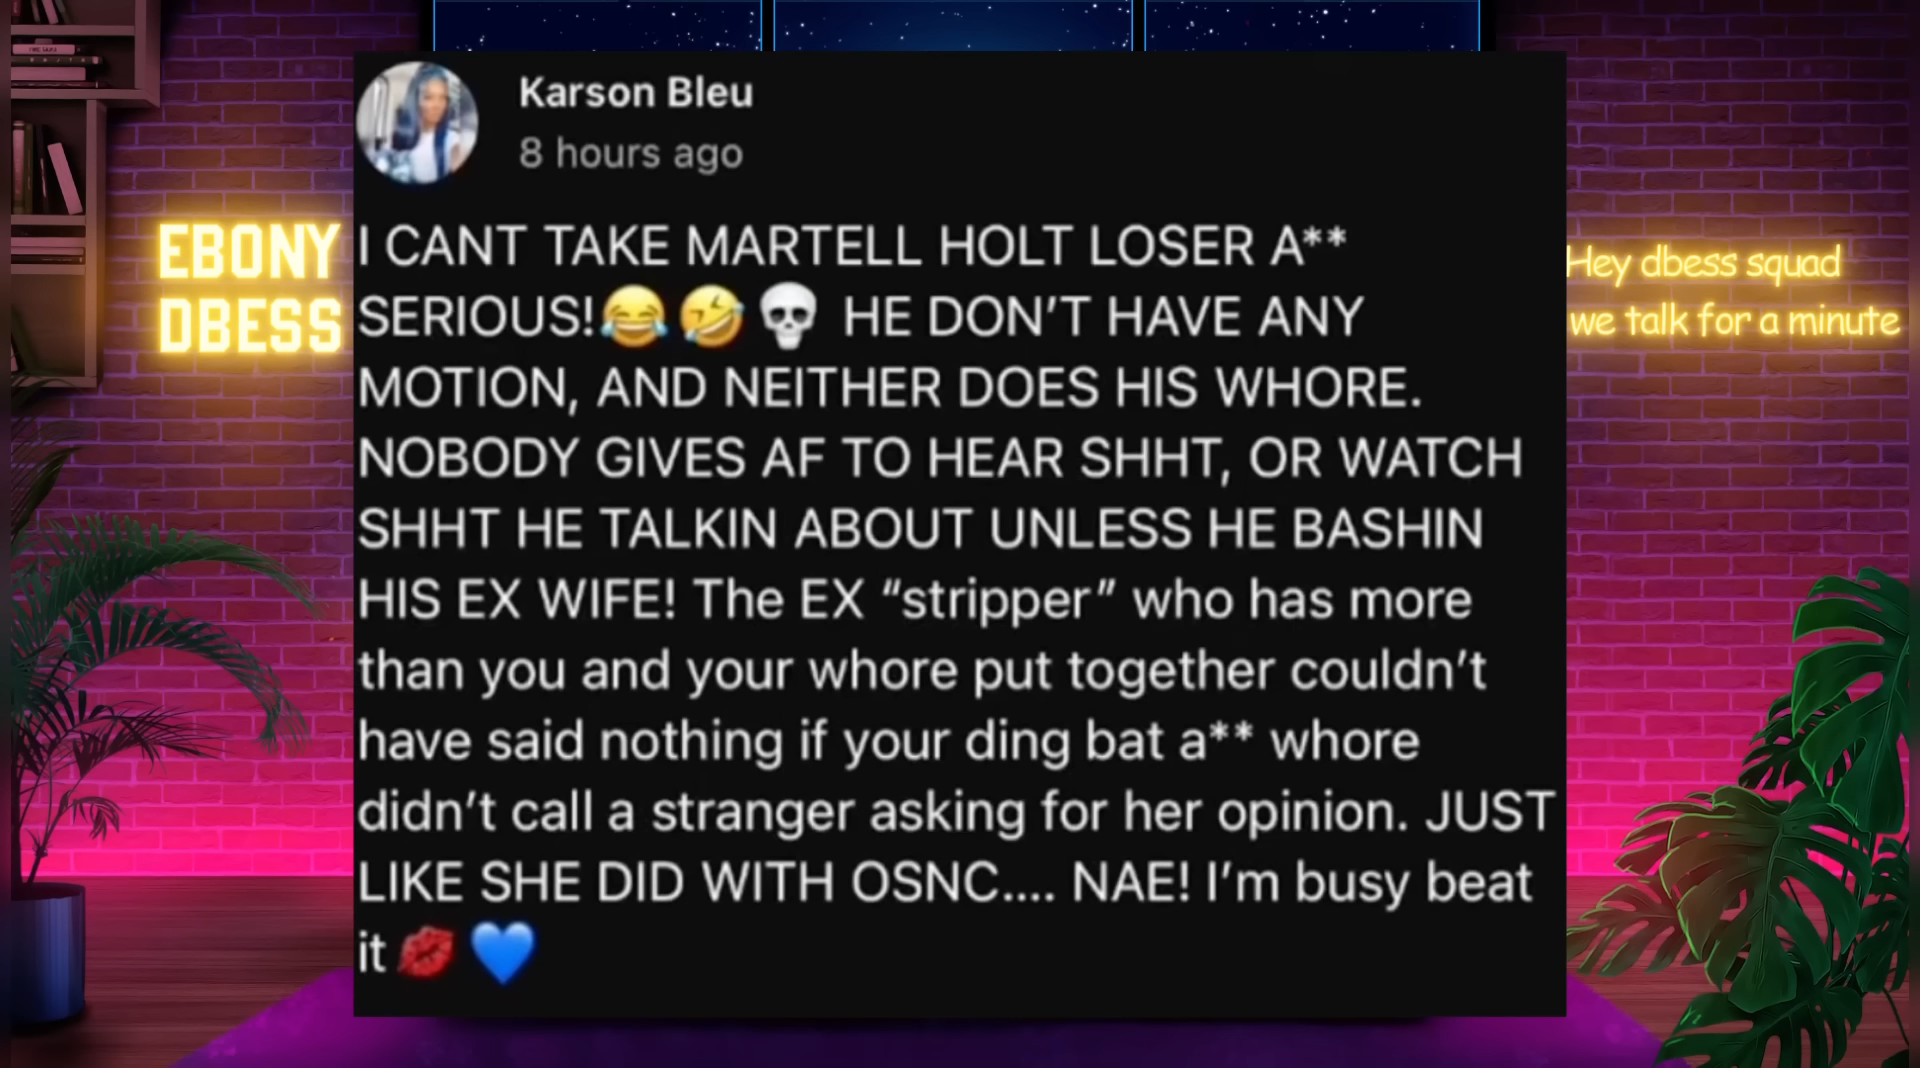 EBONY
DBESS
Karson Bleu
8 hours ago
I CANT TAKE MARTELL HOLT LOSER A**
SERIOUS!😂🤣💀 HE DON’T HAVE ANY
MOTION, AND NEITHER DOES HIS WHORE.
NOBODY GIVES AF TO HEAR SHHT, OR WATCH
SHHT HE TALKIN ABOUT UNLESS HE BASHIN
HIS EX WIFE! The EX “stripper” who has more
than you and your whore put together couldn’t
have said nothing if your ding bat a** whore
didn’t call a stranger asking for her opinion. JUST
LIKE SHE DID WITH OSNC.... NAE! I’m busy beat
it 💋 💙
Hey dbess squad
we talk for a minute